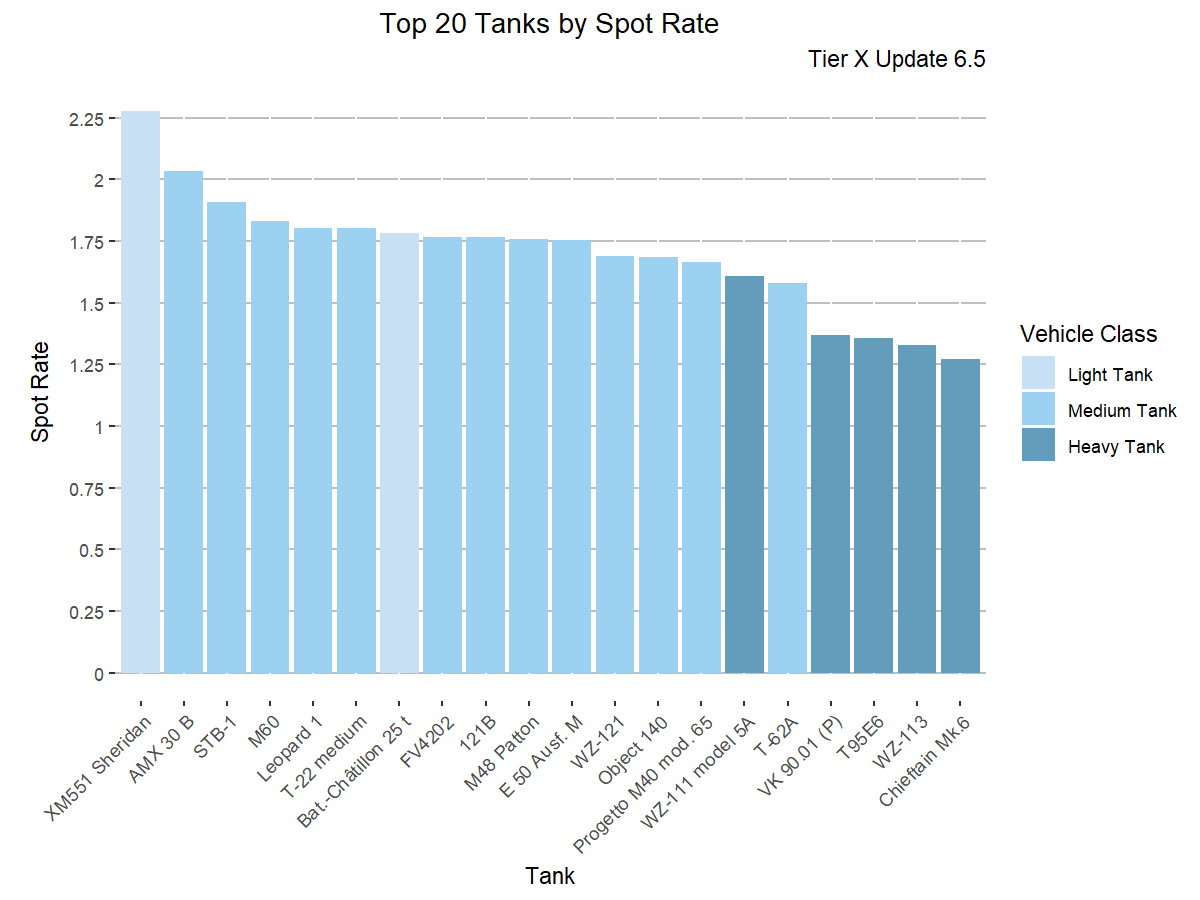 Top 20 Tanks by Spot Rate
Tier X Update 6.5
Spot Rate
2.25
2
1.75
1.5
1.25
1
0.75
0.5
0.25
0
XM551 Sheridan
AMX 30 B
STB-1
M60
Leopard 1
T-22 medium
Bat.-Châtillon 25 t
FV4202
121B
M48 Patton
E 50 Ausf. M
WZ-121
Object 140
Progetto M40 mod. 65
WZ-111 model 5A
T-62A
VK 90.01 (P)
T95E6
WZ-113
Chieftain Mk.6
Tank
Vehicle Class
Light Tank
Medium Tank
Heavy Tank